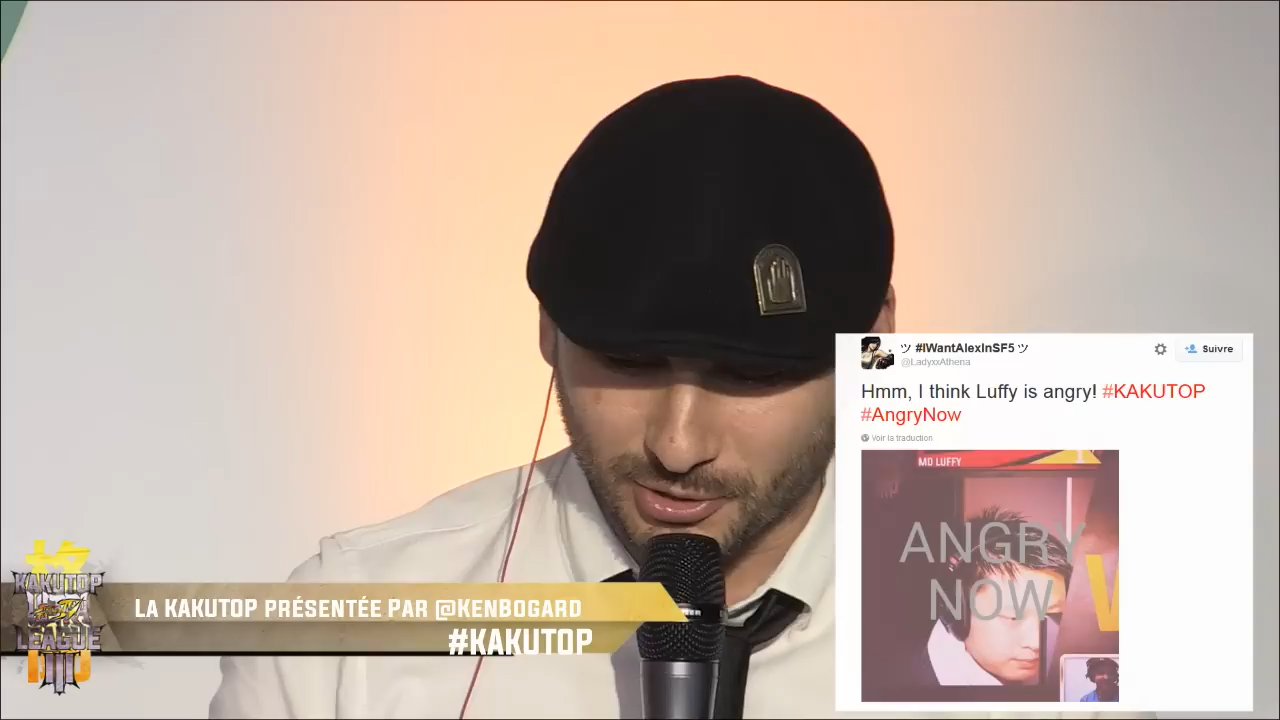 ツ #IWantAlexInSF5 ツ
@LadyxxAthena
Suivre
Hmm, I think Luffy is angry! #KAKUTOP
#AngryNow
Voir la traduction
MD LUFFY
ANGRY
NOW
KAKUTOP
LEAGUE
LA KAKUTOP PRÉSENTÉE PAR @KENBOGARD
#KAKUTOP